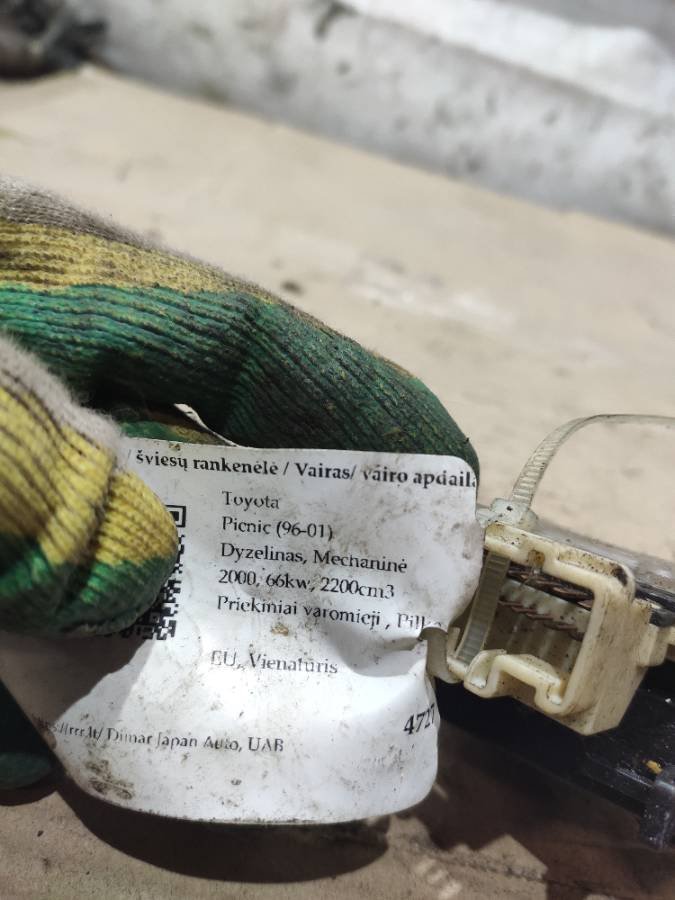 / šviesų rankenėlė / Vairas/ vairo apdaila
Toyota
Picnic (96-01)
Dyzelinas, Mechaninė
2000, 66kw, 2200cm3
Priekiniai varomieji ,
EU, Vienatūris
4727
Dimar Japan Auto, UAB